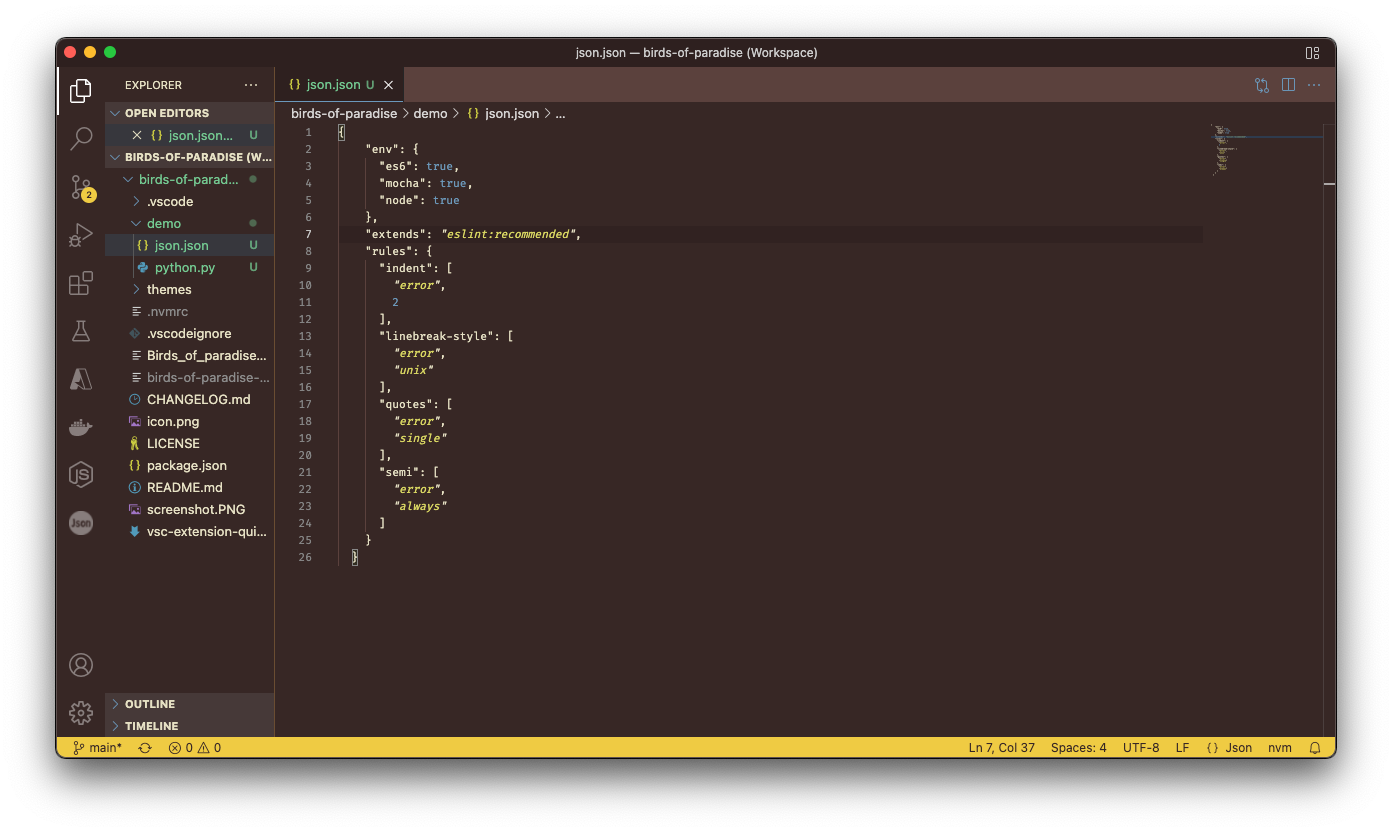 json.json — birds-of-paradise (Workspace)
EXPLORER
OPEN EDITORS
{} json.json... U
BIRDS-OF-PARADISE (W...
birds-of-parad...
.vscode
demo
{} json.json U
python.py U
themes
.nvmrc
.vscodeignore
Birds_of_paradise...
birds-of-paradise-...
CHANGELOG.md
icon.png
LICENSE
{} package.json
README.md
screenshot.PNG
vsc-extension-qui...
OUTLINE
TIMELINE
2
JS
Json
{} json.json U
birds-of-paradise > demo > {} json.json > ...
1 {
2 "env": {
3 "es6": true,
4 "mocha": true,
5 "node": true
6 },
7 "extends": "eslint:recommended",
8 "rules": {
9 "indent": [
10 "error",
11 2
12 ],
13 "linebreak-style": [
14 "error",
15 "unix"
16 ],
17 "quotes": [
18 "error",
19 "single"
20 ],
21 "semi": [
22 "error",
23 "always"
24 ]
25 }
26 }
main* 0 0 Ln 7, Col 37 Spaces: 4 UTF-8 LF {} Json nvm